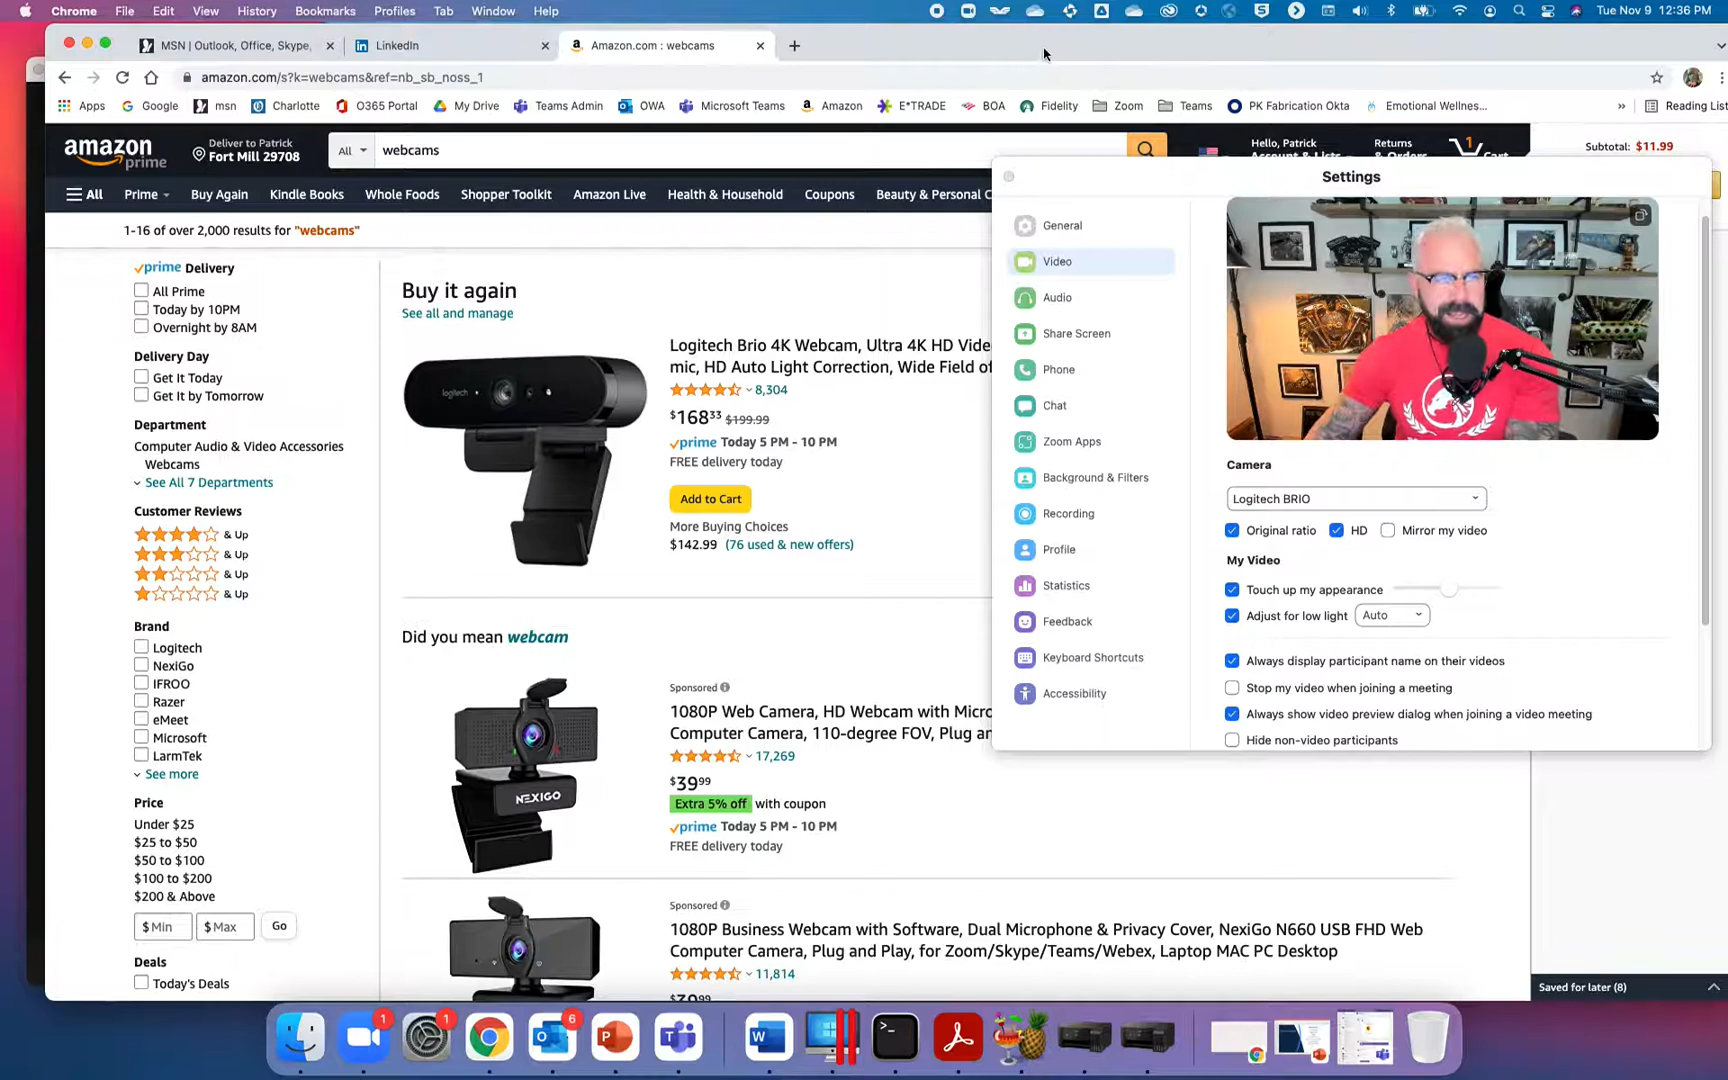 Chrome File Edit View History Bookmarks Profiles Tab Window Help Tue Nov 9 12:36 PM
MSN | Outlook, Office, Skype, LinkedIn Amazon.com : webcams
amazon.com/s?k=webcams&ref=nb_sb_noss_1
Apps Google msn Charlotte O365 Portal My Drive Teams Admin OWA Microsoft Teams Amazon E*TRADE BOA Fidelity Zoom Teams PK Fabrication Okta Emotional Wellnes... » Reading List
amazon prime
Deliver to Patrick
Fort Mill 29708
All webcams
Hello, Patrick
Account & Lists
Returns
& Orders
1
Cart
Subtotal: $11.99
All Prime Buy Again Kindle Books Whole Foods Shopper Toolkit Amazon Live Health & Household Coupons Beauty & Personal C
1-16 of over 2,000 results for "webcams"
prime Delivery
All Prime
Today by 10PM
Overnight by 8AM
Delivery Day
Get It Today
Get It by Tomorrow
Department
Computer Audio & Video Accessories
Webcams
See All 7 Departments
Customer Reviews
& Up
& Up
& Up
& Up
Brand
Logitech
NexiGo
IFROO
Razer
eMeet
Microsoft
LarmTek
See more
Price
Under $25
$25 to $50
$50 to $100
$100 to $200
$200 & Above
$ Min $ Max Go
Deals
Today's Deals
Buy it again
See all and manage
logitech
Logitech Brio 4K Webcam, Ultra 4K HD Vide
mic, HD Auto Light Correction, Wide Field o
8,304
$168.33 $199.99
prime Today 5 PM - 10 PM
FREE delivery today
Add to Cart
More Buying Choices
$142.99 (76 used & new offers)
Did you mean webcam
NEXIGO
Sponsored
1080P Web Camera, HD Webcam with Micro
Computer Camera, 110-degree FOV, Plug an
17,269
$39.99
Extra 5% off with coupon
prime Today 5 PM - 10 PM
FREE delivery today
Sponsored
1080P Business Webcam with Software, Dual Microphone & Privacy Cover, NexiGo N660 USB FHD Web
Computer Camera, Plug and Play, for Zoom/Skype/Teams/Webex, Laptop MAC PC Desktop
11,814
Settings
General
Video
Audio
Share Screen
Phone
Chat
Zoom Apps
Background & Filters
Recording
Profile
Statistics
Feedback
Keyboard Shortcuts
Accessibility
Camera
Logitech BRIO
Original ratio HD Mirror my video
My Video
Touch up my appearance
Adjust for low light Auto
Always display participant name on their videos
Stop my video when joining a meeting
Always show video preview dialog when joining a video meeting
Hide non-video participants
Saved for later (8)
1 1 6